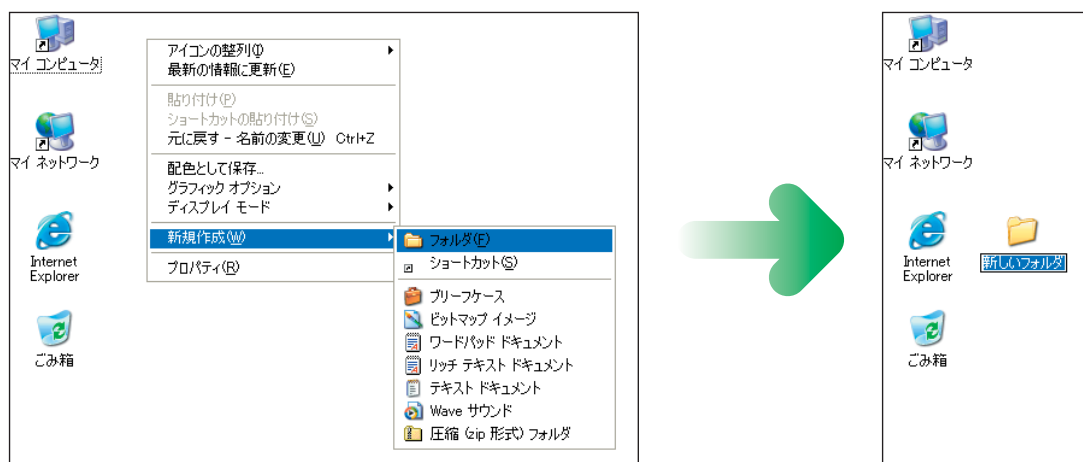 マイ コンピュータ
マイ ネットワーク
Internet
Explorer
ごみ箱
アイコンの整列(I)
最新の情報に更新(E)
貼り付け(P)
ショートカットの貼り付け(S)
元に戻す - 名前の変更(U) Ctrl+Z
配色として保存...
グラフィック オプション
ディスプレイ モード
新規作成(W)
プロパティ(R)
フォルダ(F)
ショートカット(S)
ブリーフケース
ビットマップ イメージ
ワードパッド ドキュメント
リッチ テキスト ドキュメント
テキスト ドキュメント
Wave サウンド
圧縮 (zip 形式) フォルダ
マイ コンピュータ
マイ ネットワーク
Internet
Explorer
新しいフォルダ
ごみ箱